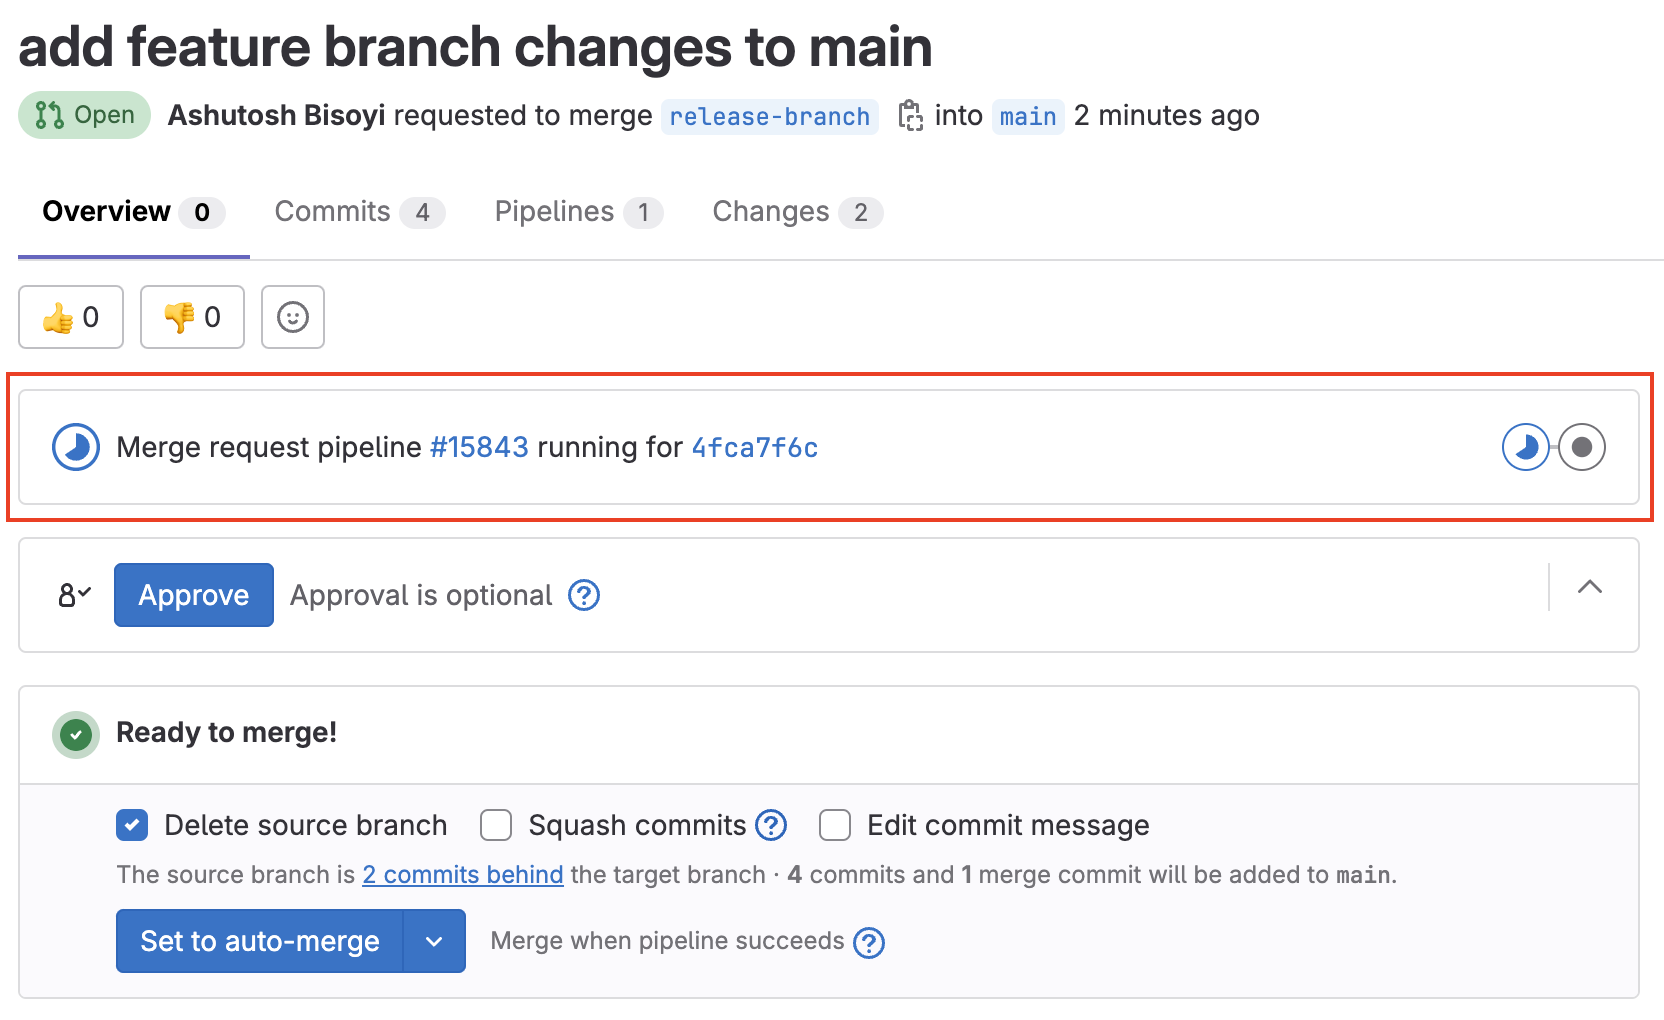 add feature branch changes to main
Open Ashutosh Bisoyi requested to merge release-branch into main 2 minutes ago
Overview 0 Commits 4 Pipelines 1 Changes 2
0 0
Merge request pipeline #15843 running for 4fca7f6c
Approve Approval is optional ?
Ready to merge!
Delete source branch Squash commits ? Edit commit message
The source branch is 2 commits behind the target branch · 4 commits and 1 merge commit will be added to main.
Set to auto-merge Merge when pipeline succeeds ?